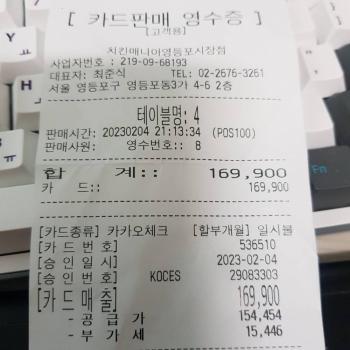 [ 카드판매 영수증 ]
[고객용]
치킨매니아영등포시장점
사업자번호 : 219-09-68193
대표자: 최준식 TEL: 02-2676-3261
서울 영등포구 영등포동3가 4-6 2층
테이블명: 4
판매시간: 20230204 21:13:34 (POS100)
판매사원: 영수번호:: 8
합 계:: 169,900
카 드:: 169,900
[카드종류] 카카오체크 [할부개월] 일시불
[카 드 번 호] 536510
[승 인 일 시] 2023-02-04
[승 인 번 호] KOCES 29083303
[카 드 매 출] 169,900
- 공 급 가 154,454
- 부 가 세 15,446
ㅛ
ㅠ
Fn